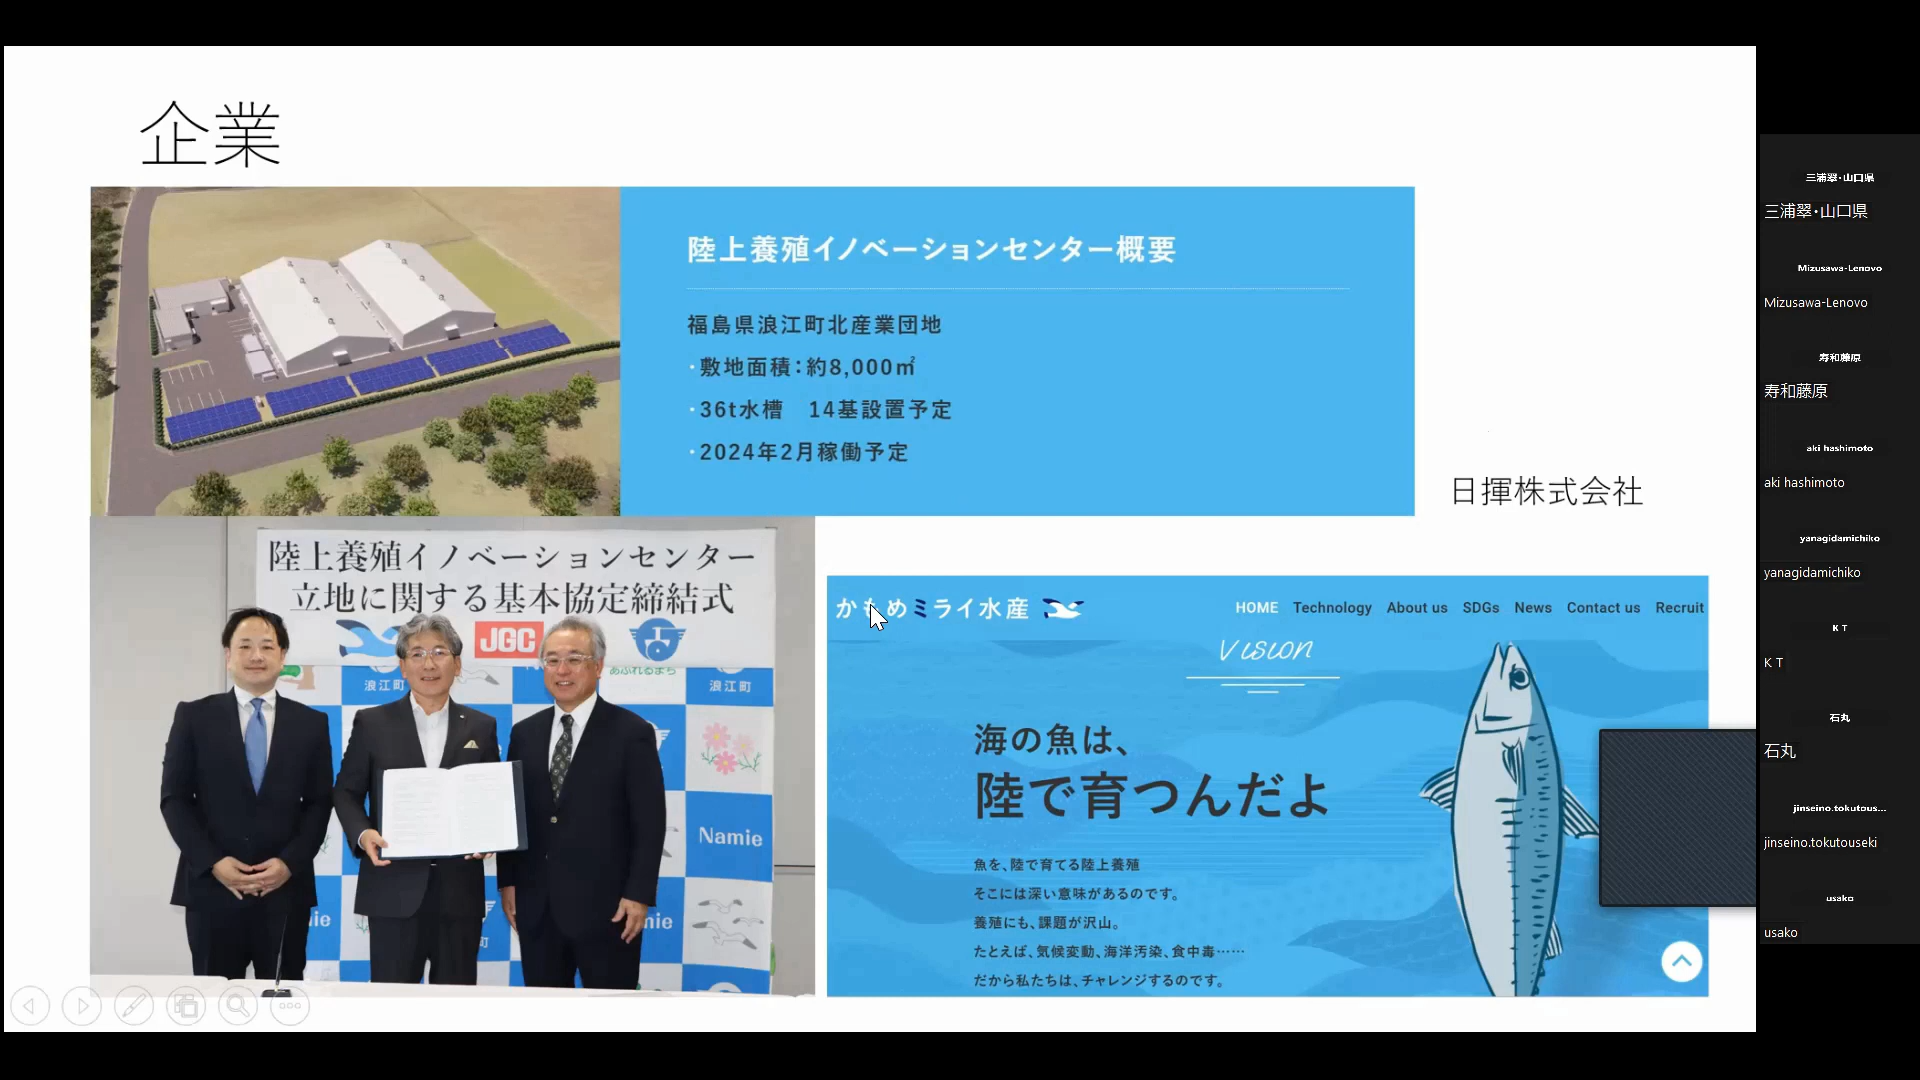 企業
陸上養殖イノベーションセンター概要
福島県浪江町北産業団地
・敷地面積：約8,000㎡
・36t水槽　14基設置予定
・2024年2月稼働予定
日揮株式会社
陸上養殖イノベーションセンター
立地に関する基本協定締結式
JGC
あふれるまち
浪江町
浪江町
Namie
かもめミライ水産
HOME Technology About us SDGs News Contact us Recruit
Vision
海の魚は、
陸で育つんだよ
魚を、陸で育てる陸上養殖
そこには深い意味があるのです。
養殖にも、課題が沢山。
たとえば、気候変動、海洋汚染、食中毒……
だから私たちは、チャレンジするのです。
三浦翠・山口県
三浦翠・山口県
Mizusawa-Lenovo
Mizusawa-Lenovo
寿和藤原
寿和藤原
aki hashimoto
aki hashimoto
yanagidamichiko
yanagidamichiko
K T
K T
石丸
石丸
jinseino.tokutous...
jinseino.tokutouseki
usako
usako